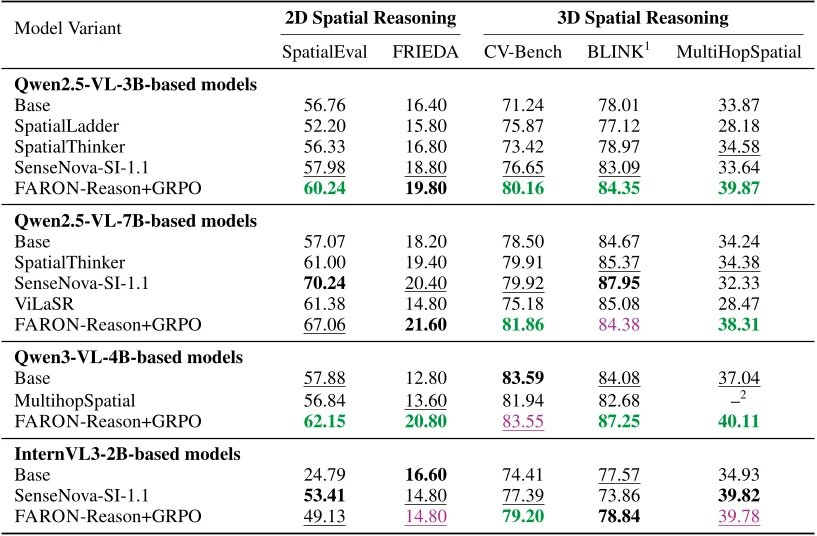 Model Variant 2D Spatial Reasoning 3D Spatial Reasoning
SpatialEval FRIEDA CV-Bench BLINK¹ MultiHopSpatial
Qwen2.5-VL-3B-based models
Base 56.76 16.40 71.24 78.01 33.87
SpatialLadder 52.20 15.80 75.87 77.12 28.18
SpatialThinker 56.33 16.80 73.42 78.97 34.58
SenseNova-SI-1.1 57.98 18.80 76.65 83.09 33.64
FARON-Reason+GRPO 60.24 19.80 80.16 84.35 39.87
Qwen2.5-VL-7B-based models
Base 57.07 18.20 78.50 84.67 34.24
SpatialThinker 61.00 19.40 79.91 85.37 34.38
SenseNova-SI-1.1 70.24 20.40 79.92 87.95 32.33
ViLaSR 61.38 14.80 75.18 85.08 28.47
FARON-Reason+GRPO 67.06 21.60 81.86 84.38 38.31
Qwen3-VL-4B-based models
Base 57.88 12.80 83.59 84.08 37.04
MultihopSpatial 56.84 13.60 81.94 82.68 –²
FARON-Reason+GRPO 62.15 20.80 83.55 87.25 40.11
InternVL3-2B-based models
Base 24.79 16.60 74.41 77.57 34.93
SenseNova-SI-1.1 53.41 14.80 77.39 73.86 39.82
FARON-Reason+GRPO 49.13 14.80 79.20 78.84 39.78